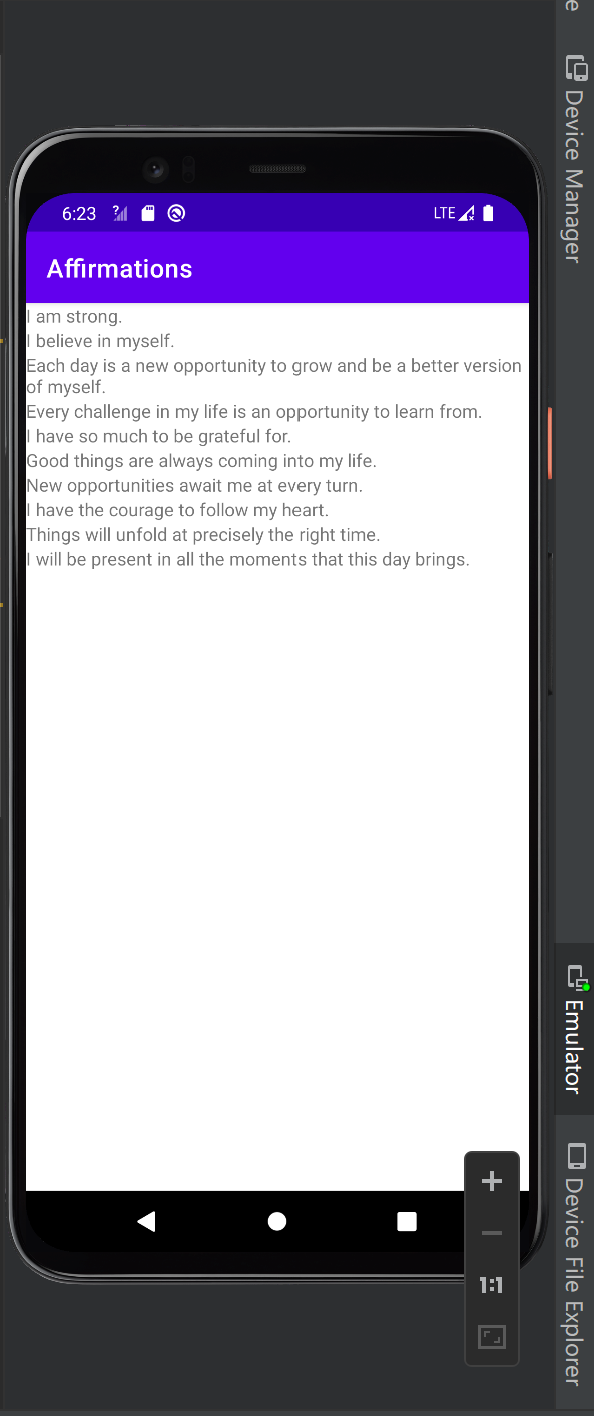 e
Device Manager
6:23
?
LTE
Affirmations
I am strong.
I believe in myself.
Each day is a new opportunity to grow and be a better version
of myself.
Every challenge in my life is an opportunity to learn from.
I have so much to be grateful for.
Good things are always coming into my life.
New opportunities await me at every turn.
I have the courage to follow my heart.
Things will unfold at precisely the right time.
I will be present in all the moments that this day brings.
Emulator
1:1
Device File Explorer